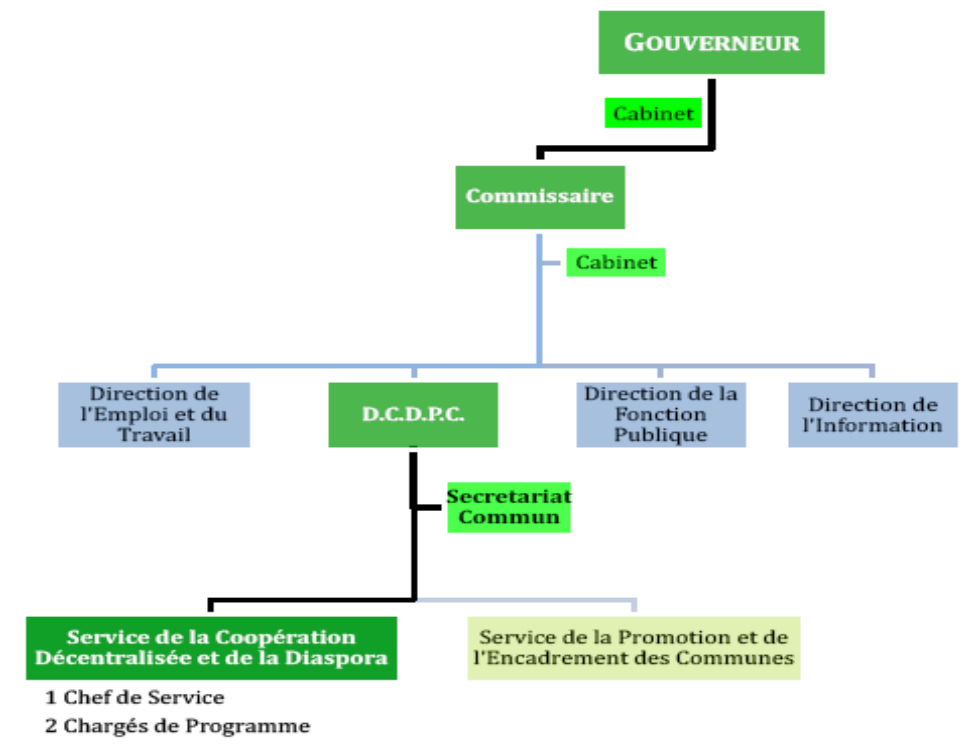 GOUVERNEUR
Cabinet
Commissaire
Cabinet
Direction de
l'Emploi et du
Travail
D.C.D.P.C.
Direction de la
Fonction
Publique
Direction de
l'Information
Secretariat
Commun
Service de la Coopération
Décentralisée et de la Diaspora
Service de la Promotion et de
l'Encadrement des Communes
1 Chef de Service
2 Chargés de Programme